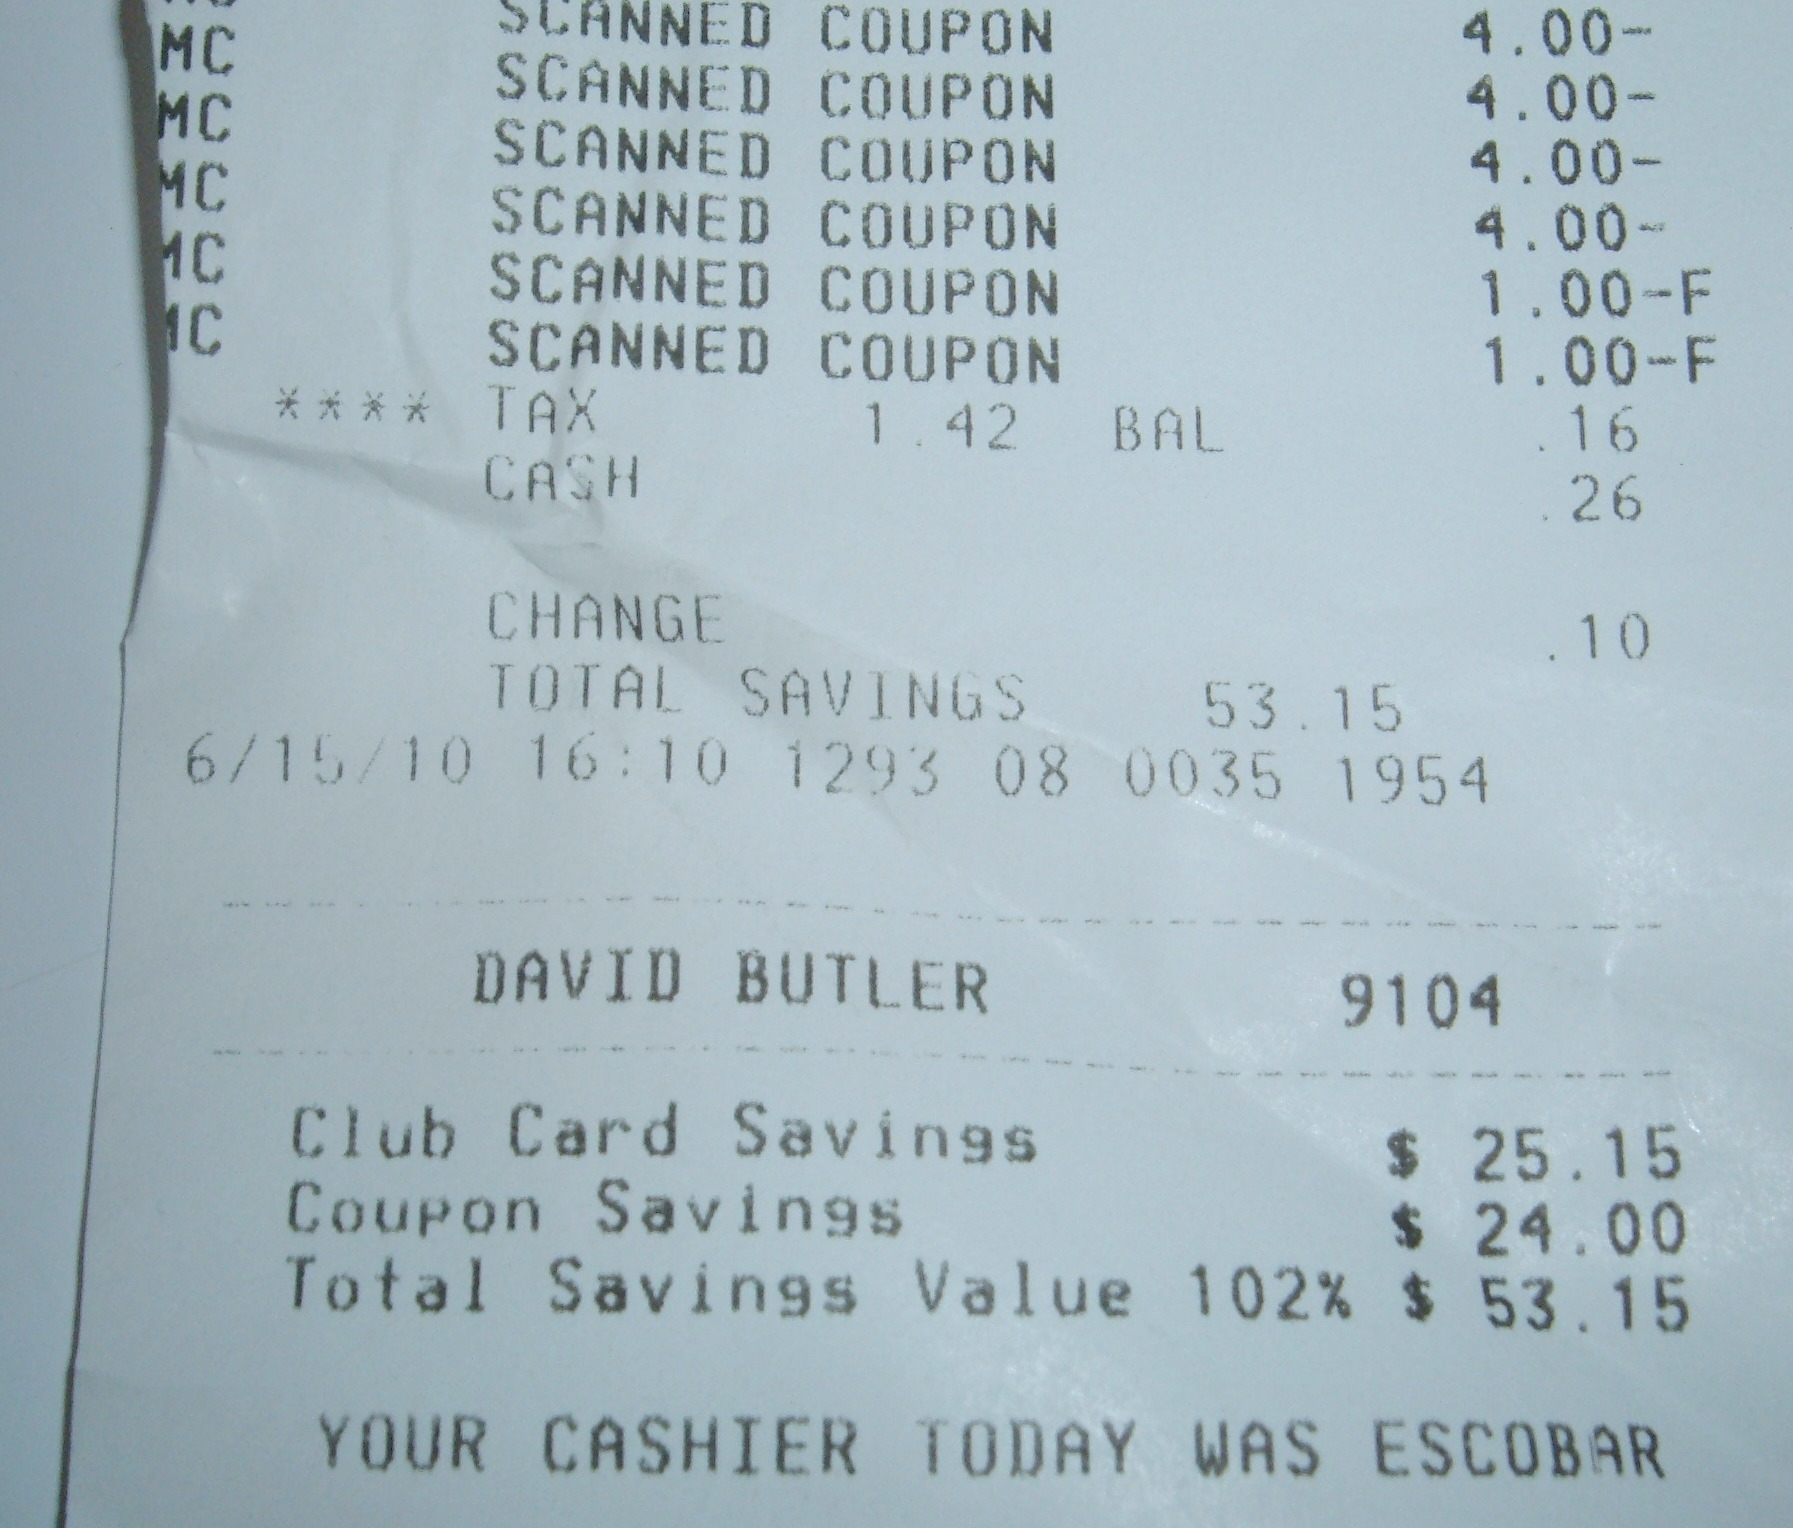 SCANNED COUPON 4.00-
MC SCANNED COUPON 4.00-
MC SCANNED COUPON 4.00-
MC SCANNED COUPON 4.00-
MC SCANNED COUPON 1.00-F
MC SCANNED COUPON 1.00-F
**** TAX 1.42 BAL .16
CASH .26
CHANGE .10
TOTAL SAVINGS 53.15
6/15/10 16:10 1293 08 0035 1954
DAVID BUTLER 9104
Club Card Savings $ 25.15
Coupon Savings $ 24.00
Total Savings Value 102% $ 53.15
YOUR CASHIER TODAY WAS ESCOBAR